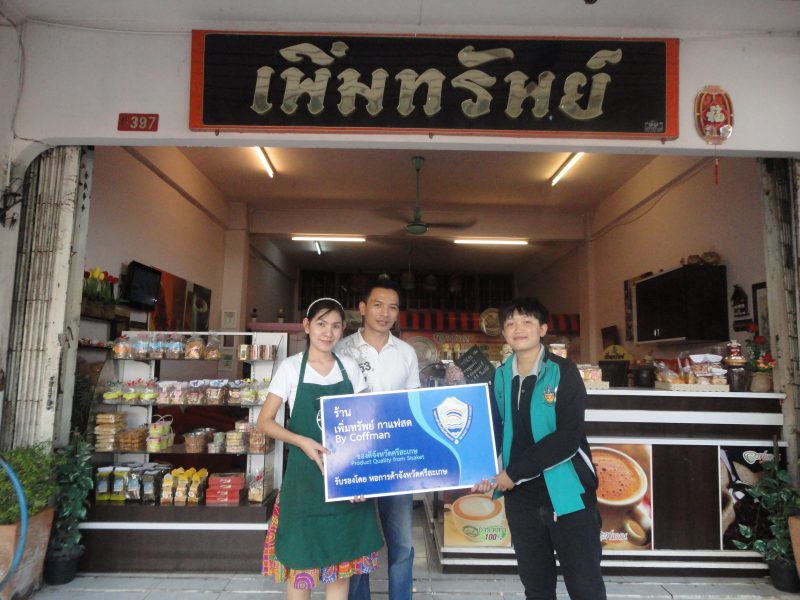 เพิ่มทรัพย์
397
福
ร้าน
เพิ่มทรัพย์ กาแฟสด
By Coffman
ของดีจังหวัดศรีสะเกษ
Product Quality from Sisaket
รับรองโดย หอการค้าจังหวัดศรีสะเกษ
53
100%